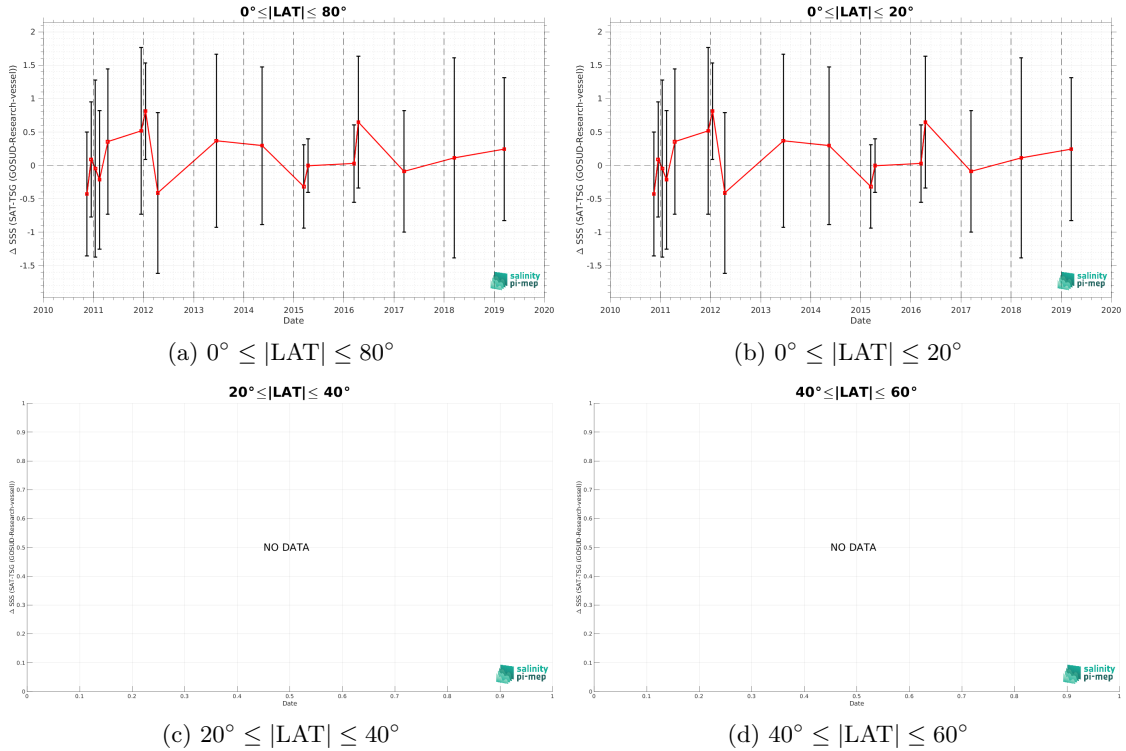 0°≤|LAT|≤ 80°
Δ SSS (SAT-TSG (GOSUD-Research-vessel))
2
1.5
1
0.5
0
-0.5
-1
-1.5
2010 2011 2012 2013 2014 2015 2016 2017 2018 2019 2020
Date
salinity
pi-mep
(a) 0° ≤ |LAT| ≤ 80°
0°≤|LAT|≤ 20°
Δ SSS (SAT-TSG (GOSUD-Research-vessel))
2
1.5
1
0.5
0
-0.5
-1
-1.5
2010 2011 2012 2013 2014 2015 2016 2017 2018 2019 2020
Date
salinity
pi-mep
(b) 0° ≤ |LAT| ≤ 20°
20°≤|LAT|≤ 40°
Δ SSS (SAT-TSG (GOSUD-Research-vessel))
1
0.9
0.8
0.7
0.6
0.5
0.4
0.3
0.2
0.1
0
NO DATA
0 0.1 0.2 0.3 0.4 0.5 0.6 0.7 0.8 0.9 1
Date
salinity
pi-mep
(c) 20° ≤ |LAT| ≤ 40°
40°≤|LAT|≤ 60°
Δ SSS (SAT-TSG (GOSUD-Research-vessel))
1
0.9
0.8
0.7
0.6
0.5
0.4
0.3
0.2
0.1
0
NO DATA
0 0.1 0.2 0.3 0.4 0.5 0.6 0.7 0.8 0.9 1
Date
salinity
pi-mep
(d) 40° ≤ |LAT| ≤ 60°